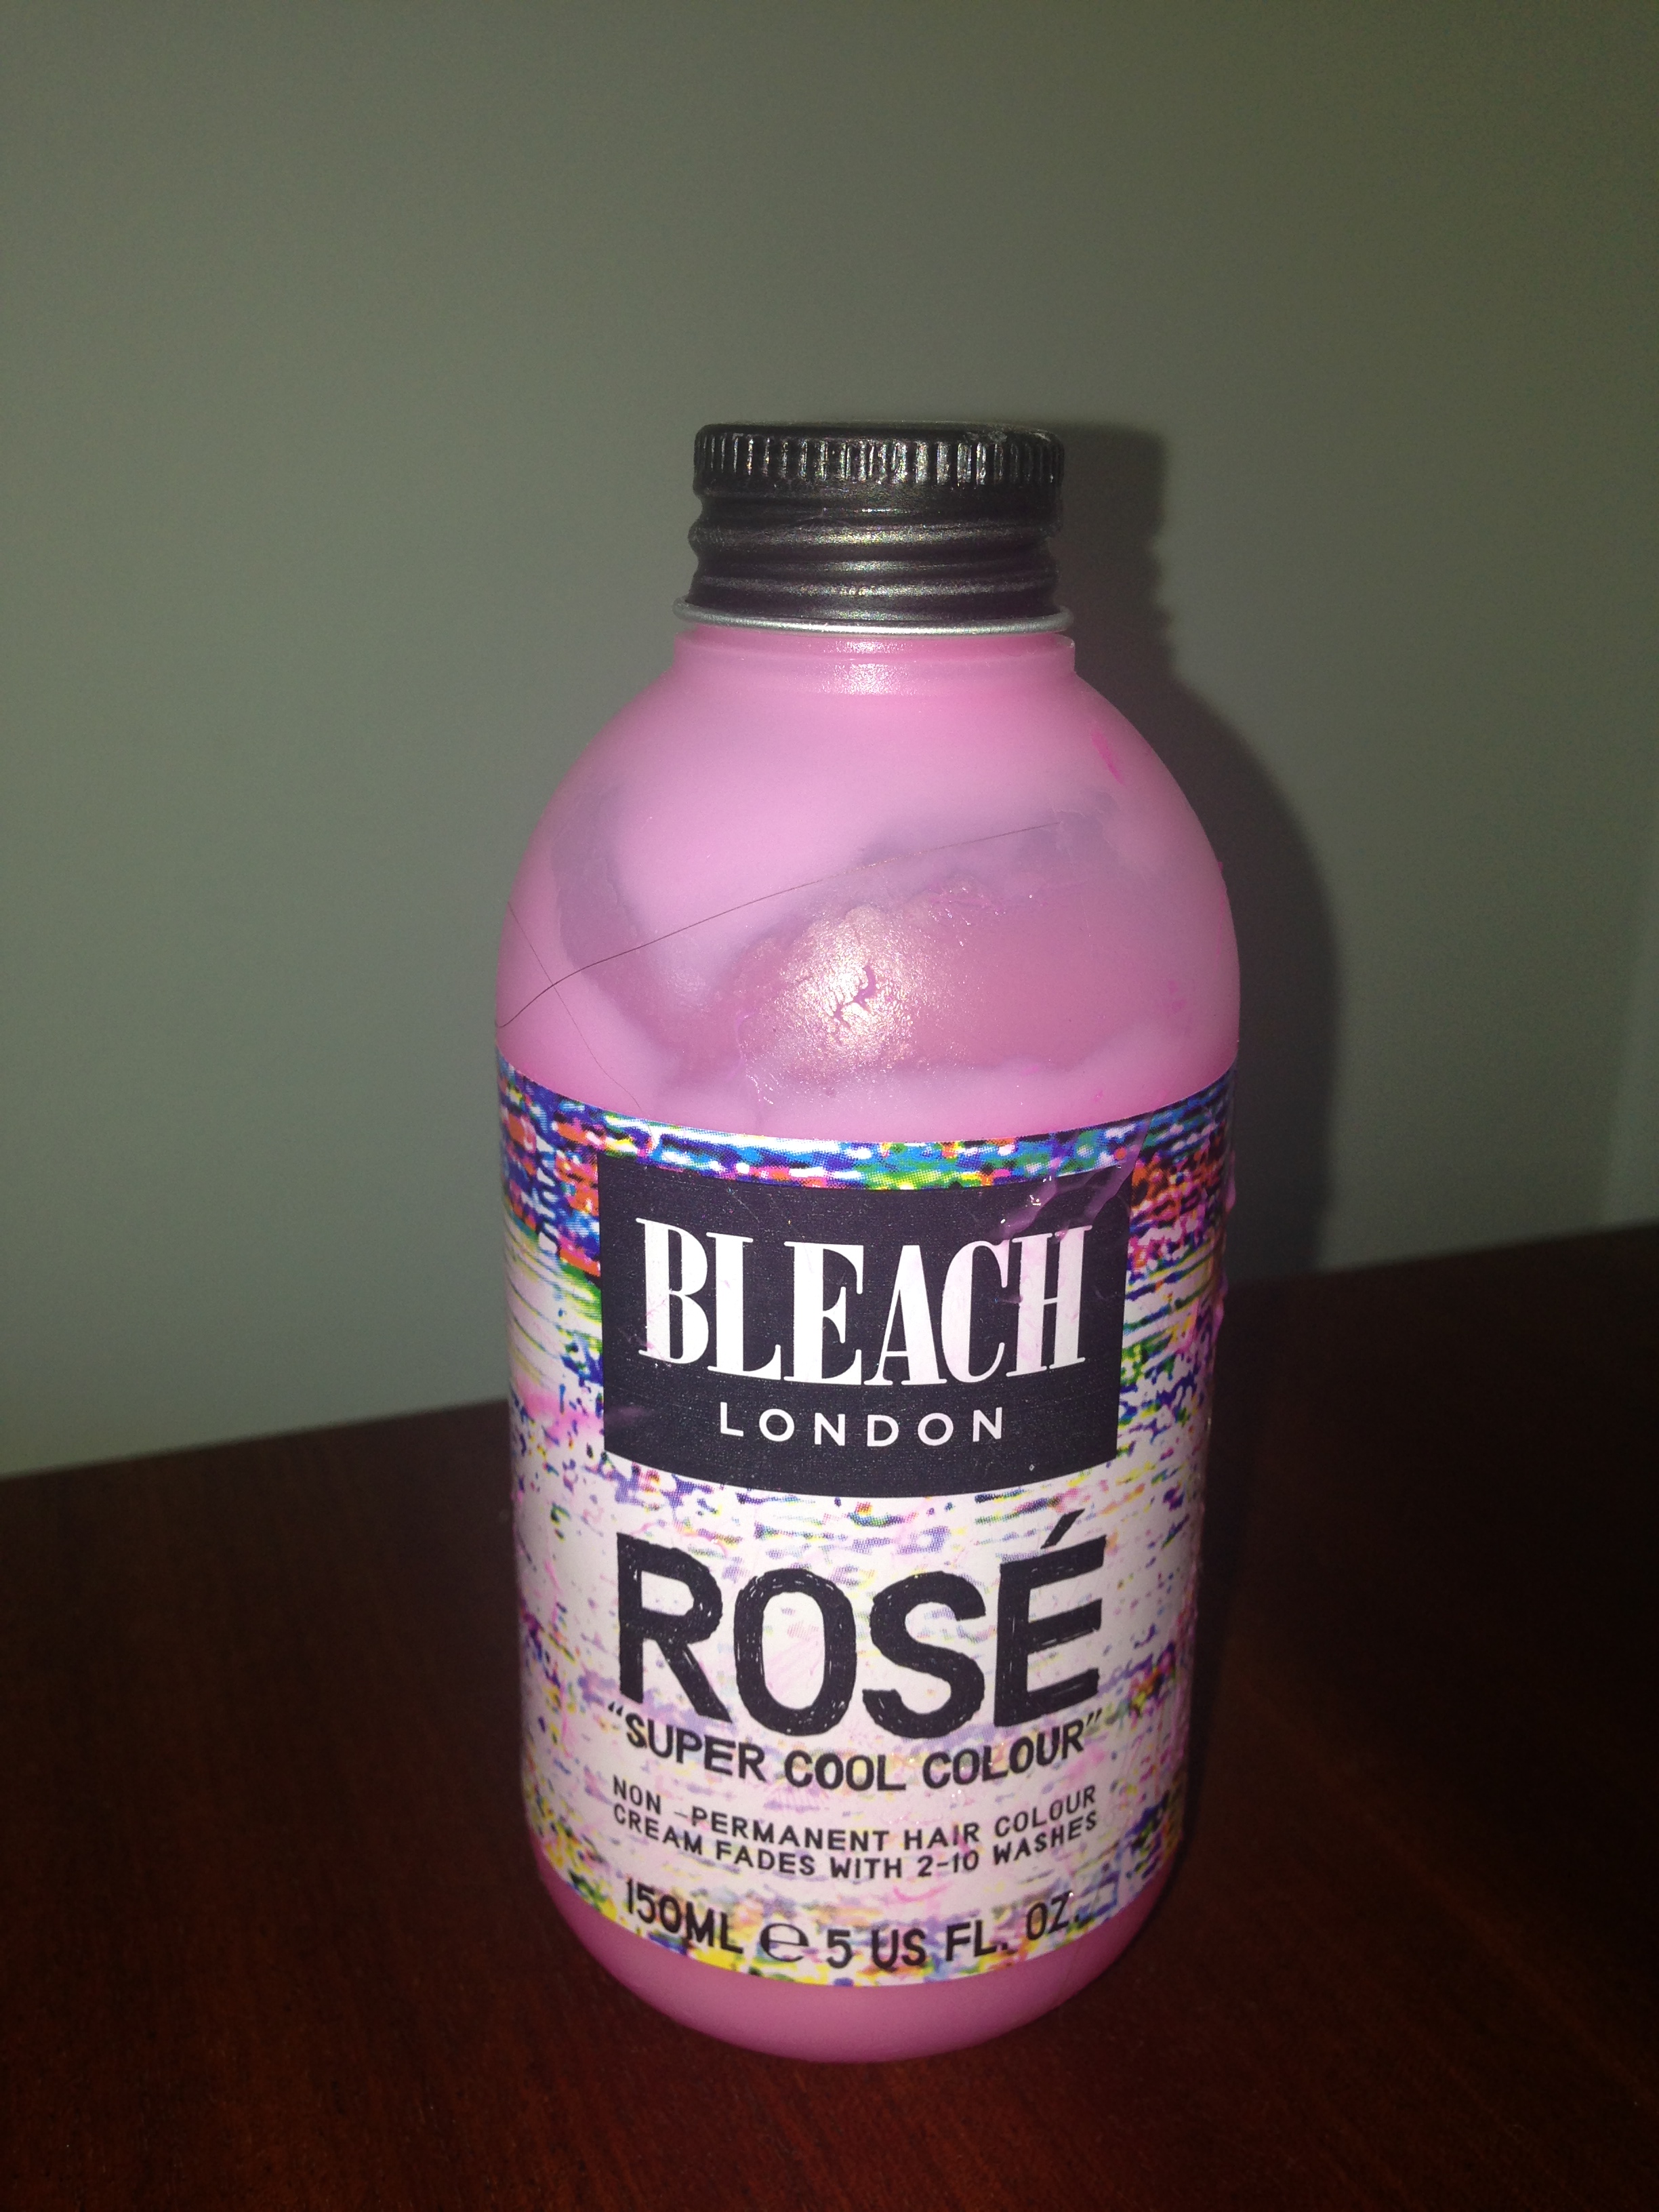 BLEACH
LONDON
ROSÉ
"SUPER COOL COLOUR"
NON -PERMANENT HAIR COLOUR
CREAM FADES WITH 2-10 WASHES
150ML ℮ 5 US FL. OZ.